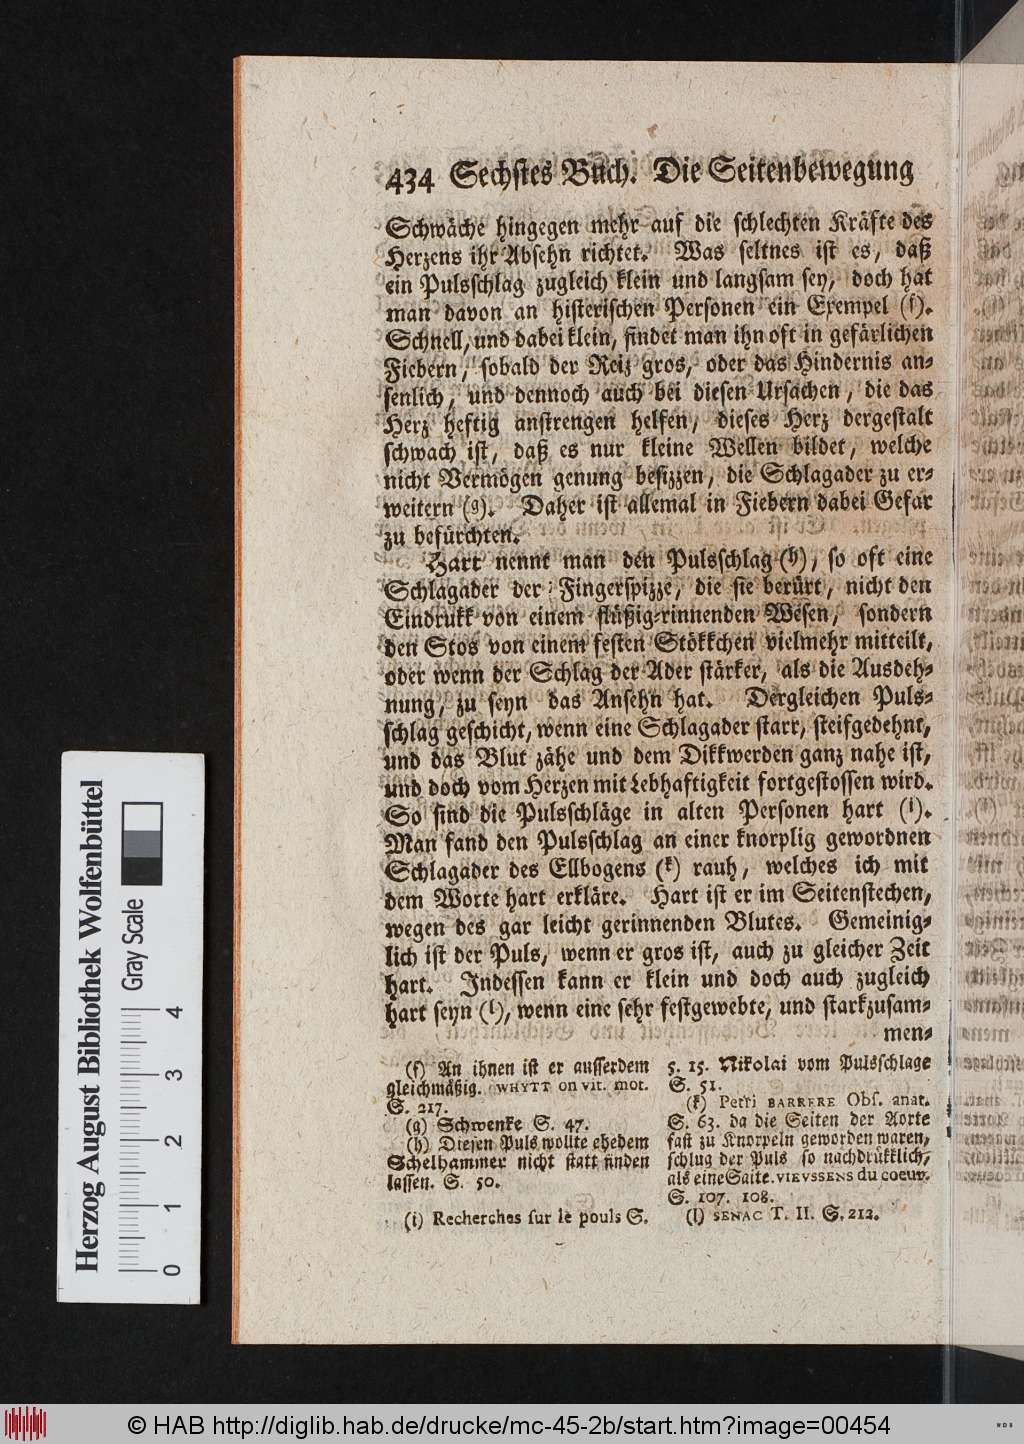 434 Sechstes Buch. Die Seitenbewegung
Schwäche hingegen mehr auf die schlechten Kräfte des
Herzens ihr Absehn richtet. Was seltnes ist es, daß
ein Pulsschlag zugleich klein und langsam sey, doch hat
man davon an histerischen Personen ein Exempel (f).
Schnell, und dabei klein, findet man ihn oft in gefärlichen
Fiebern, sobald der Reiz gros, oder das Hindernis an-
senlich, und dennoch auch bei diesen Ursachen, die das
Herz heftig anstrengen helfen, dieses Herz dergestalt
schwach ist, daß es nur kleine Wellen bildet, welche
nicht Vermögen genung besizzen, die Schlagader zu er-
weitern (g). Daher ist allemal in Fiebern dabei Gefar
zu befürchten.
Hart nennt man den Pulsschlag (h), so oft eine
Schlagader der Fingerspizze, die sie berürt, nicht den
Eindrukk von einem flüßig-rinnenden Wesen, sondern
den Stos von einem festen Stökkchen vielmehr mitteilt,
oder wenn der Schlag der Ader stärker, als die Ausdeh-
nung, zu seyn das Ansehn hat. Dergleichen Puls-
schlag geschicht, wenn eine Schlagader starr, steifgedehnt,
und das Blut zähe und dem Dikkwerden ganz nahe ist,
und doch vom Herzen mit Lebhaftigkeit fortgestossen wird.
So sind die Pulsschläge in alten Personen hart (i).
Man fand den Pulsschlag an einer knorplig gewordnen
Schlagader des Ellbogens (k) rauh, welches ich mit
dem Worte hart erkläre. Hart ist er im Seitenstechen,
wegen des gar leicht gerinnenden Blutes. Gemeinig-
lich ist der Puls, wenn er gros ist, auch zu gleicher Zeit
hart. Indessen kann er klein und doch auch zugleich
hart seyn (l), wenn eine sehr festgewebte, und starkzusam-
men-
(f) An ihnen ist er ausserdem
gleichmäßig. WHYTT on vit. mot.
S. 217.
(g) Schwenke S. 47.
(h) Diesen Puls wollte ehedem
Schelhammer nicht statt finden
lassen. S. 50.
(i) Recherches sur le pouls S.
5. 15. Nikolai vom Pulsschlage
S. 51.
(k) Petri BARRERE Obs. anat.
S. 63. da die Seiten der Aorte
fast zu Knorpeln geworden waren,
schlug der Puls so nachdrükklich,
als eine Saite. VIEVSSENS du coeur.
S. 107. 108.
(l) SENAC T. II. S. 212.
Herzog August Bibliothek Wolfenbüttel
Gray Scale
0 1 2 3 4
© HAB http://diglib.hab.de/drucke/mc-45-2b/start.htm?image=00454